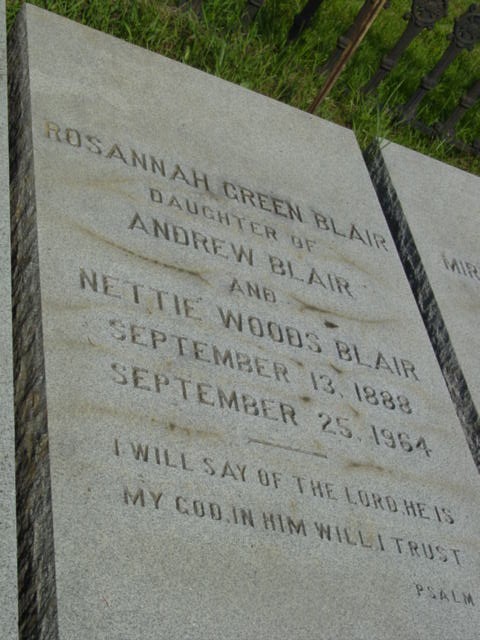 ROSANNAH GREEN BLAIR
DAUGHTER OF
ANDREW BLAIR
AND
NETTIE WOODS BLAIR
SEPTEMBER 13, 1888
SEPTEMBER 25, 1964
I WILL SAY OF THE LORD, HE IS
MY GOD, IN HIM WILL I TRUST
PSALM
MIR